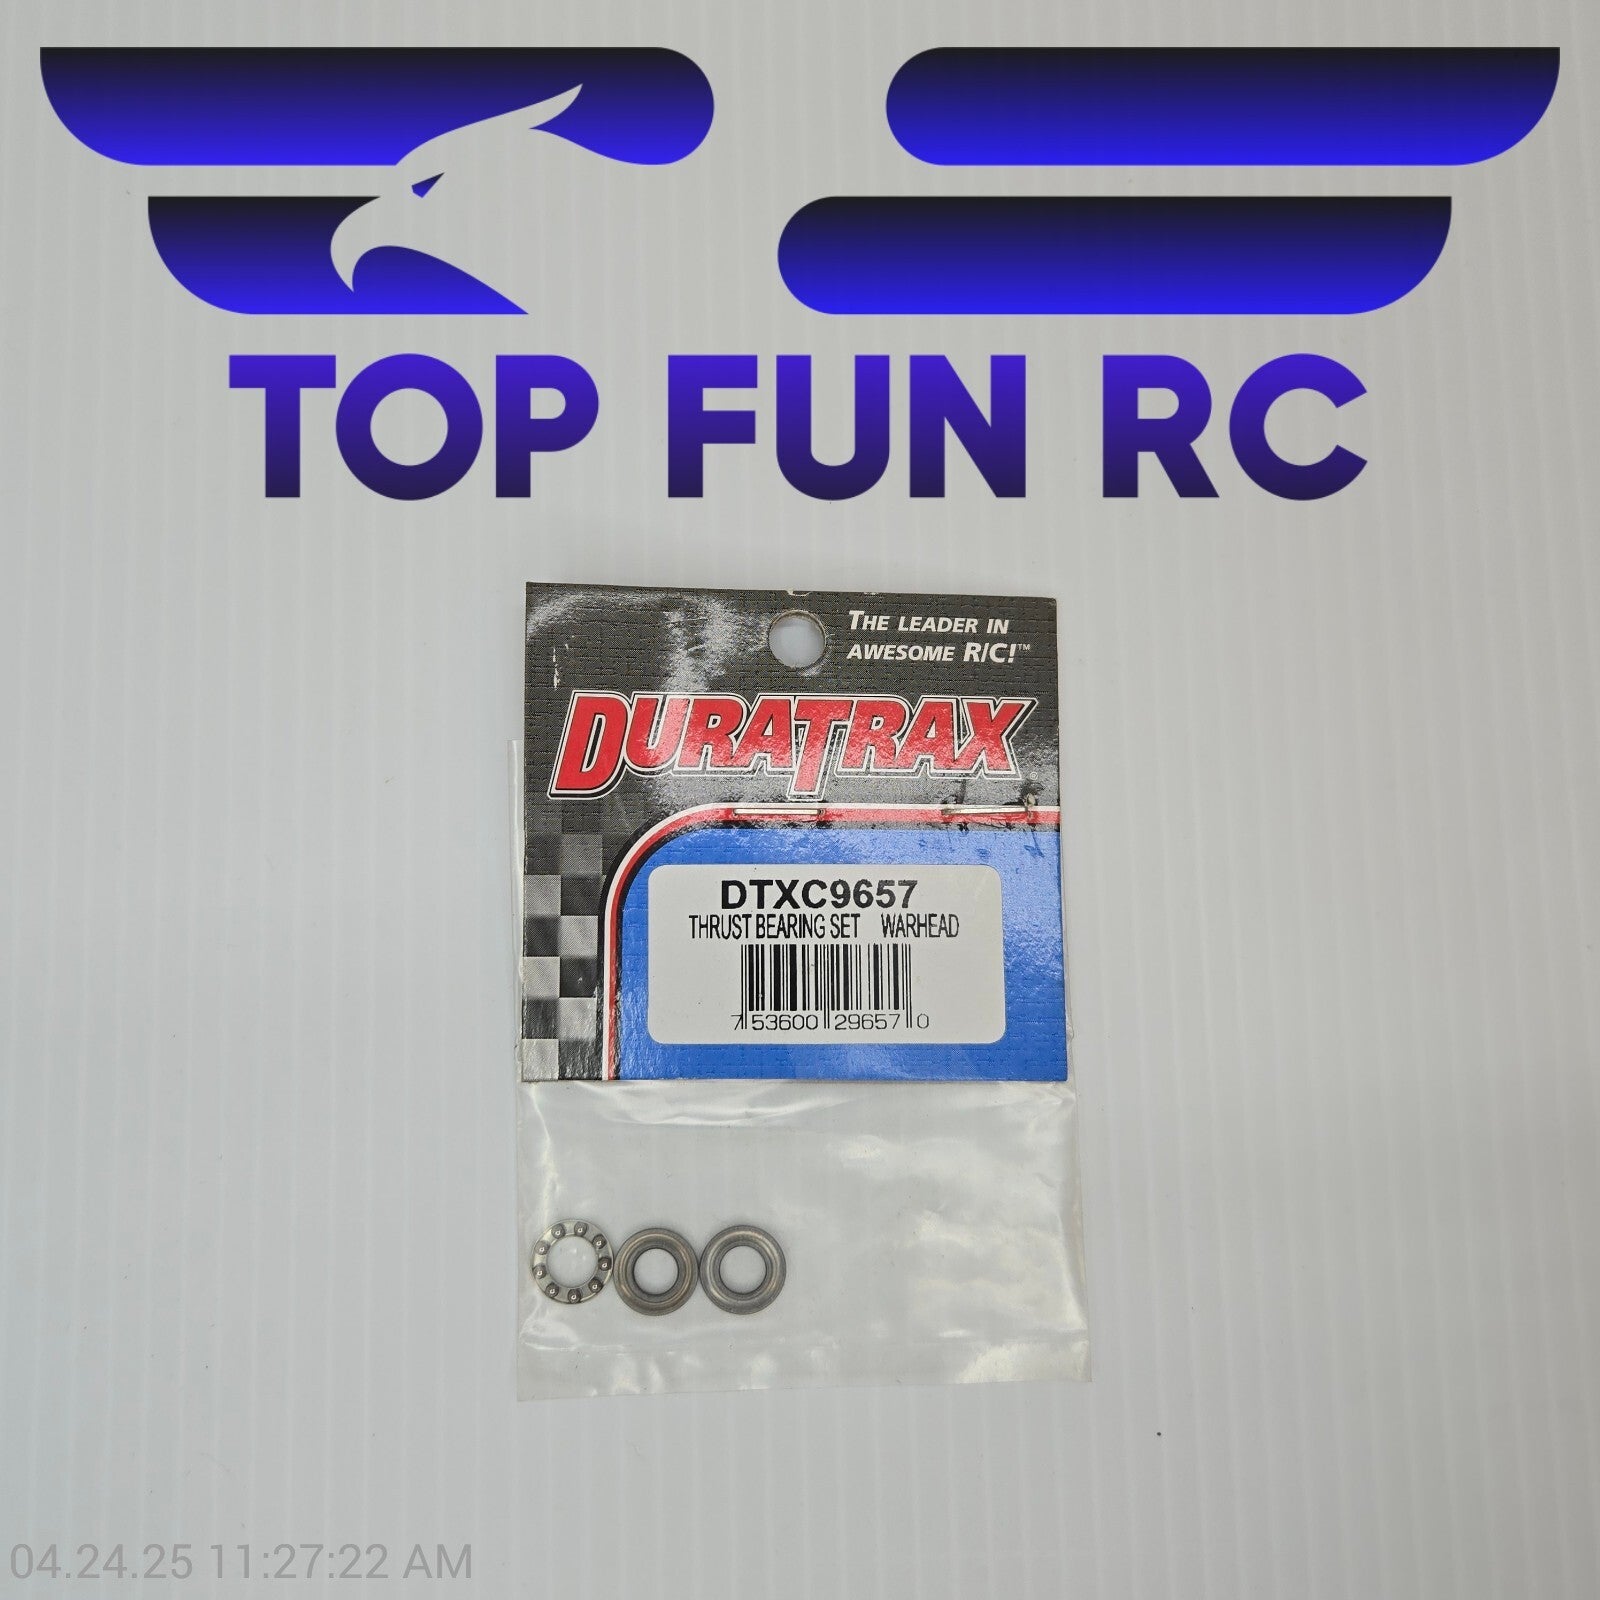 TOP FUN RC
THE LEADER IN
AWESOME R/C!™
DURATRAX
DTXC9657
THRUST BEARING SET WARHEAD
7 53600 29657 0
04.24.25 11:27:22 AM